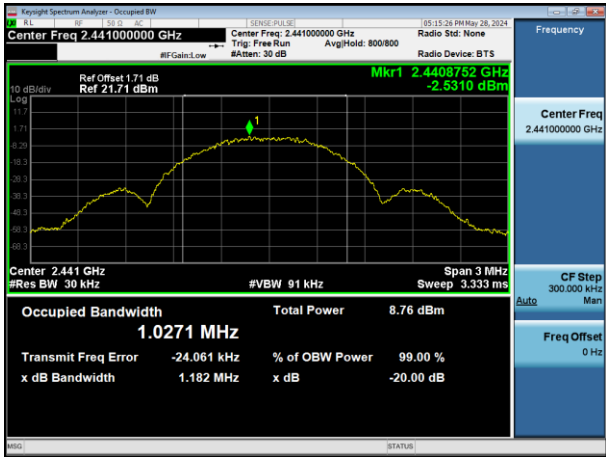 Keysight Spectrum Analyzer - Occupied BW
RL RF 50 Ω AC SENSE:PULSE 05:15:26 PM May 28, 2024
Center Freq 2.441000000 GHz Center Freq: 2.441000000 GHz Radio Std: None Frequency
Trig: Free Run Avg|Hold: 800/800
#IFGain:Low #Atten: 30 dB Radio Device: BTS
Ref Offset 1.71 dB Mkr1 2.4408752 GHz
10 dB/div Ref 21.71 dBm -2.5310 dBm
Log
11.7
1
1.71
-8.29
-18.3
-28.3
-38.3
-48.3
-58.3
-68.3
Center Freq
2.441000000 GHz
Center 2.441 GHz Span 3 MHz
#Res BW 30 kHz #VBW 91 kHz Sweep 3.333 ms
CF Step
300.000 kHz
Auto Man
Occupied Bandwidth Total Power 8.76 dBm
1.0271 MHz
Transmit Freq Error -24.061 kHz % of OBW Power 99.00 %
x dB Bandwidth 1.182 MHz x dB -20.00 dB
Freq Offset
0 Hz
MSG STATUS